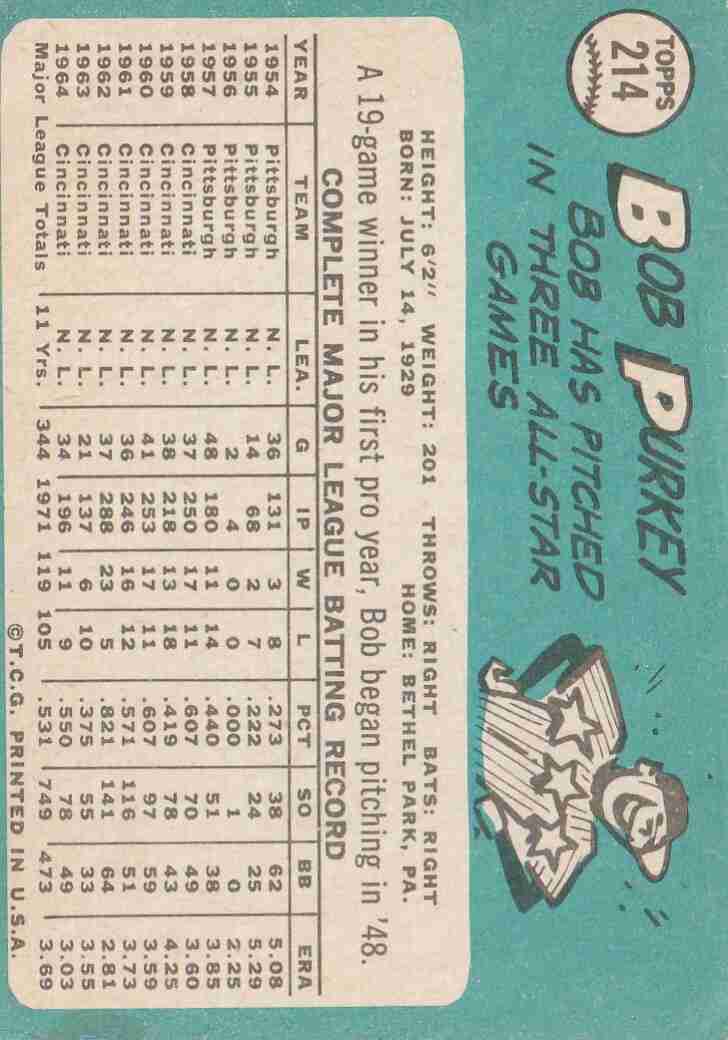 TOPPS
214
BOB PURKEY
BOB HAS PITCHED
IN THREE ALL-STAR
GAMES
HEIGHT: 6'2" WEIGHT: 201 THROWS: RIGHT BATS: RIGHT
BORN: JULY 14, 1929 HOME: BETHEL PARK, PA.
A 19-game winner in his first pro year, Bob began pitching in '48.
COMPLETE MAJOR LEAGUE BATTING RECORD
YEAR TEAM LEA. G IP W L PCT SO BB ERA
1954 Pittsburgh N. L. 36 131 3 8 .273 38 62 5.08
1955 Pittsburgh N. L. 14 68 2 7 .222 24 25 5.29
1956 Pittsburgh N. L. 2 4 0 0 .000 1 0 2.25
1957 Pittsburgh N. L. 48 180 11 14 .440 51 38 3.85
1958 Cincinnati N. L. 37 250 17 11 .607 70 49 3.60
1959 Cincinnati N. L. 38 218 13 18 .419 78 43 4.25
1960 Cincinnati N. L. 41 253 17 11 .607 97 59 3.59
1961 Cincinnati N. L. 36 246 16 12 .571 116 51 3.73
1962 Cincinnati N. L. 37 288 23 5 .821 141 64 2.81
1963 Cincinnati N. L. 21 137 6 10 .375 55 33 3.55
1964 Cincinnati N. L. 34 196 11 9 .550 78 49 3.03
Major League Totals 11 Yrs. 344 1971 119 105 .531 749 473 3.69
©T.C.G. PRINTED IN U.S.A.